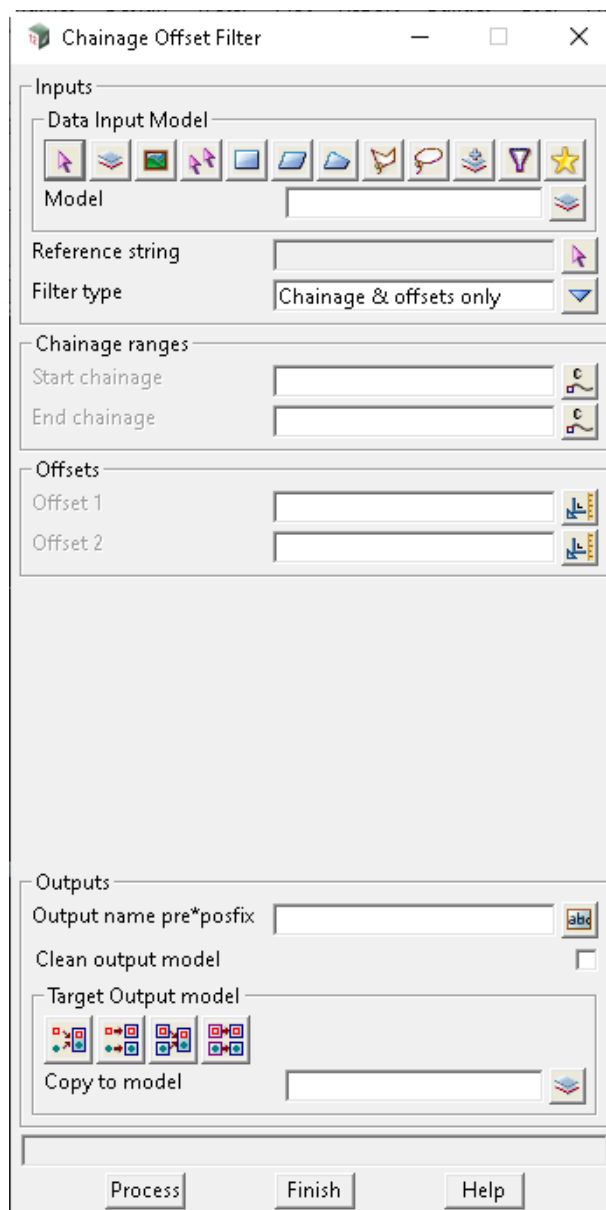 Chainage Offset Filter
Inputs
Data Input Model
Model
Reference string
Filter type
Chainage & offsets only
Chainage ranges
Start chainage
C
End chainage
C
Offsets
Offset 1
Offset 2
Outputs
Output name pre*posfix
abc
Clean output model
Target Output model
Copy to model
Process Finish Help